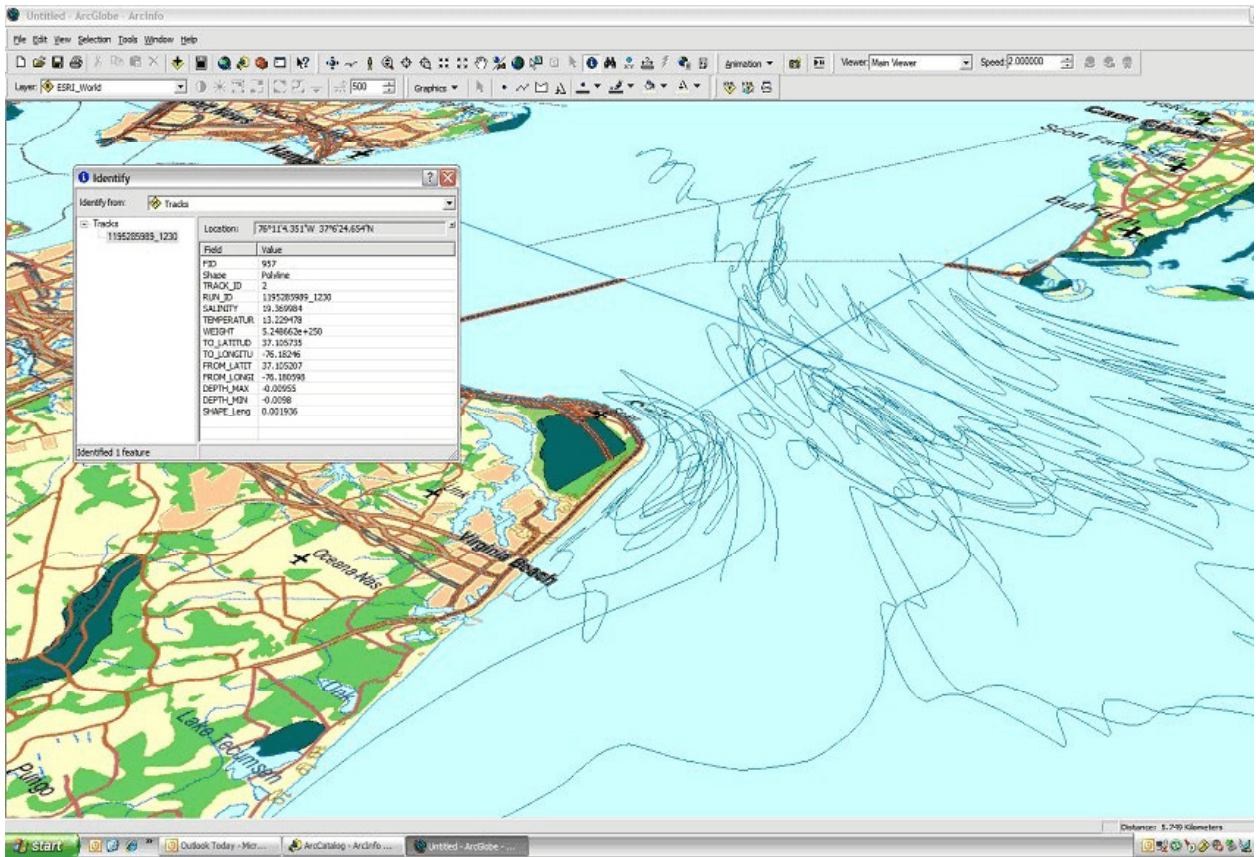 Untitled - ArcGlobe - ArcInfo
File Edit View Selection Tools Window Help
Animation Viewer: Main Viewer Speed: 2.000000
Layer: ESRI_World 500 Graphics A A
Cape Charles
Scott Farm
Bull Farm
Identify
Identify from: Tracks
Tracks
1195285989_1230
Location: 76°11'4.351"W 37°6'24.654"N
Field Value
FID 957
Shape Polyline
TRACK_ID 2
RUN_ID 1195285989_1230
SALINITY 19.369984
TEMPERATUR 13.229478
WEIGHT 5.248662e+250
TO_LATITUD 37.105735
TO_LONGITU -76.18246
FROM_LATIT 37.105207
FROM_LONGI -76.180593
DEPTH_MAX -0.00955
DEPTH_MIN -0.0098
SHAPE_Leng 0.001936
Identified 1 feature
Virginia Beach
Oceana Nas
Lake Tecumseh
Pungo
Distance: 5.749 Kilometers
start Outlook Today - Micr... ArcCatalog - ArcInfo ... Untitled - ArcGlobe - ...